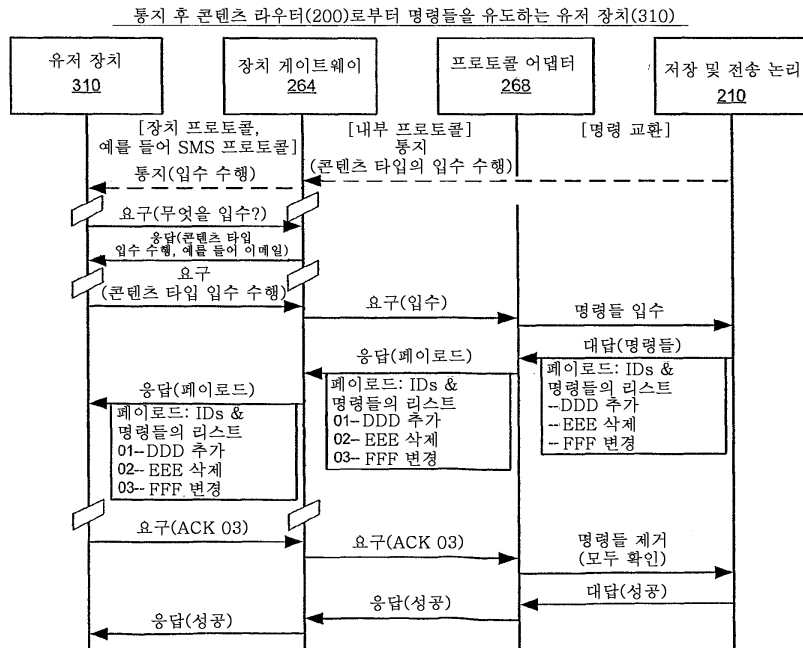 통지 후 콘텐츠 라우터(200)로부터 명령들을 유도하는 유저 장치(310)
유저 장치
310
장치 게이트웨이
264
프로토콜 어댑터
268
저장 및 전송 논리
210
[장치 프로토콜,
예를 들어 SMS 프로토콜]
[내부 프로토콜]
[명령 교환]
통지
(콘텐츠 타입의 입수 수행)
통지(입수 수행)
요구(무엇을 입수?)
응답(콘텐츠 타입
입수 수행, 예를 들어 이메일)
요구
(콘텐츠 타입 입수 수행)
요구(입수)
명령들 입수
대답(명령들)
페이로드: IDs &
명령들의 리스트
--DDD 추가
--EEE 삭제
--FFF 변경
응답(페이로드)
페이로드: IDs &
명령들의 리스트
01--DDD 추가
02--EEE 삭제
03--FFF 변경
응답(페이로드)
페이로드: IDs &
명령들의 리스트
01--DDD 추가
02--EEE 삭제
03--FFF 변경
요구(ACK 03)
요구(ACK 03)
명령들 제거
(모두 확인)
대답(성공)
응답(성공)
응답(성공)